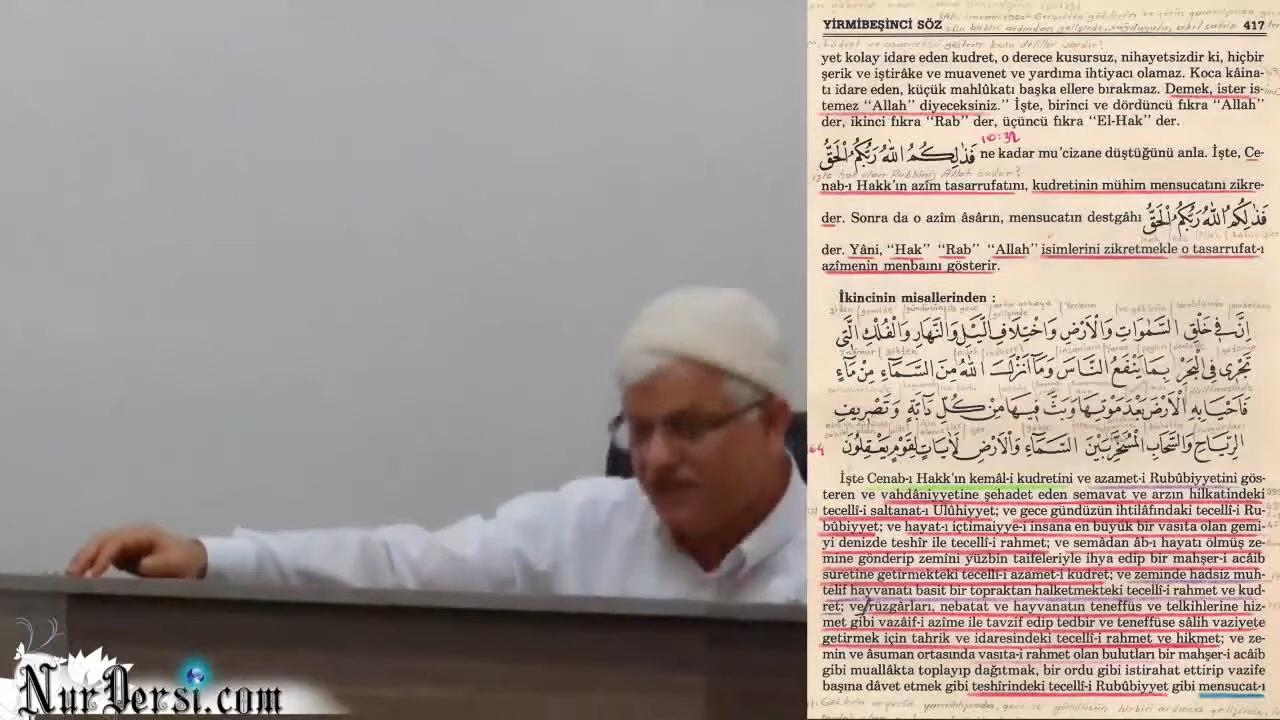 YİRMİBEŞİNCİ SÖZ 417
yet kolay idare eden kudret, o derece kusursuz, nihayetsizdir ki, hiçbir
şerik ve iştirâke ve muavenet ve yardıma ihtiyacı olamaz. Koca kâina-
tı idare eden, küçük mahlûkatı başka ellere bırakmaz. Demek, ister is-
temez ‘‘Allah’’ diyeceksiniz.’’ İşte, birinci ve dördüncü fıkra ‘‘Allah’’
der, ikinci fıkra ‘‘Rab’’ der, üçüncü fıkra ‘‘El-Hak’’ der.
10:32
فَذٰلِكُمُ اللّٰهُ رَبُّكُمُ الْحَقُّ ne kadar mu’cizane düştüğünü anla. İşte, Ce-
nab-ı Hakk’ın azîm tasarrufatını, kudretinin mühim mensucatını zikre-
der. Sonra da o azîm âsârın, mensucatın destgâhı فَذٰلِكُمُ اللّٰهُ رَبُّكُمُ الْحَقُّ
der. Yâni, ‘‘Hak’’ ‘‘Rab’’ ‘‘Allah’’ isimlerini zikretmekle o tasarrufat-ı
azîmenin menbaını gösterir.
İkincinin misallerinden :
اِنَّ فِى خَلْقِ السَّمٰوَاتِ وَالْاَرْضِ وَاخْتِلَافِ الَّيْلِ وَالنَّهَارِ وَالْفُلْكِ الَّتِى
تَجْرِى فِى الْبَحْرِ بِمَا يَنْفَعُ النَّاسَ وَمَا اَنْزَلَ اللّٰهُ مِنَ السَّمَاءِ مِنْ مَاءٍ
فَاَحْيَا بِهِ الْاَرْضَ بَعْدَ مَوْتِهَا وَبَثَّ فِيهَا مِنْ كُلِّ دَابَّةٍ وَتَصْرِيفِ
الرِّيَاحِ وَالسَّحَابِ الْمُسَخَّرِ بَيْنَ السَّمَاءِ وَالْاَرْضِ لَاٰيَاتٍ لِقَوْمٍ يَعْقِلُونَ
İşte Cenab-ı Hakk’ın kemâl-i kudretini ve azamet-i Rubûbiyyetini gös-
teren ve vahdâniyyetine şehadet eden semavat ve arzın hilkatindeki
tecellî-i saltanat-ı Ulûhiyyet; ve gece gündüzün ihtilâfındaki tecellî-i Ru-
bûbiyyet; ve hayat-ı içtimaiyye-i insana en büyük bir vasıta olan gemi-
yi denizde teshîr ile tecellî-i rahmet; ve semâdan âb-ı hayatı ölmüş ze-
mine gönderip zemîni yüzbin taifeleriyle ihya edip bir mahşer-i acâib
suretine getirmekteki tecellî-i azamet-i kudret; ve zeminde hadsiz muh-
telif hayvanatı basit bir topraktan halketmekteki tecellî-i rahmet ve kud-
ret; ve rüzgârları, nebatat ve hayvanatın teneffüs ve telkihlerine hiz-
met gibi vazâif-i azîme ile tavzif edip tedbir ve teneffüse sâlih vaziyete
getirmek için tahrik ve idaresindeki tecellî-i rahmet ve hikmet; ve ze-
min ve âsuman ortasında vasıta-i rahmet olan bulutları bir mahşer-i acâib
gibi muallâkta toplayıp dağıtmak, bir ordu gibi istirahat ettirip vazife
başına dâvet etmek gibi teshîrindeki tecellî-i Rubûbiyyet gibi mensucat-ı
NurDersi.com